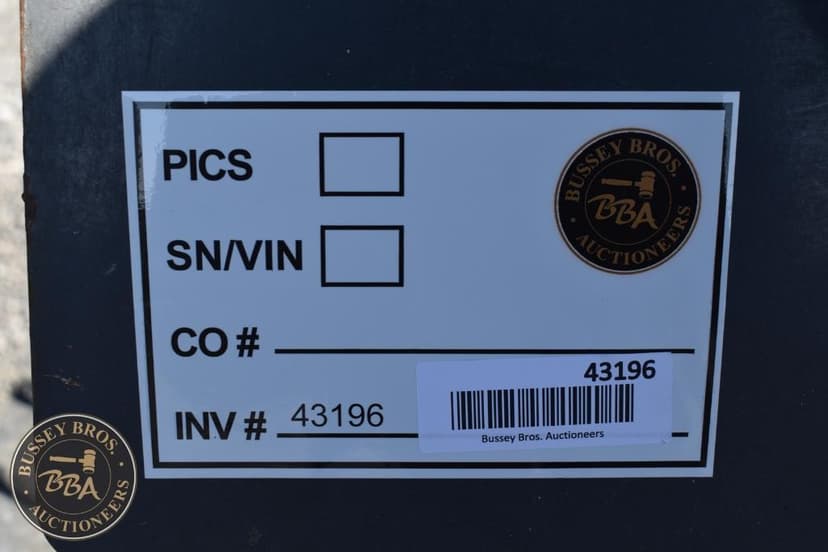 PICS
BUSSEY BROS.
BBA
AUCTIONEERS
SN/VIN
CO #
INV # 43196
43196
Bussey Bros. Auctioneers
BUSSEY BROS.
BBA
AUCTIONEERS